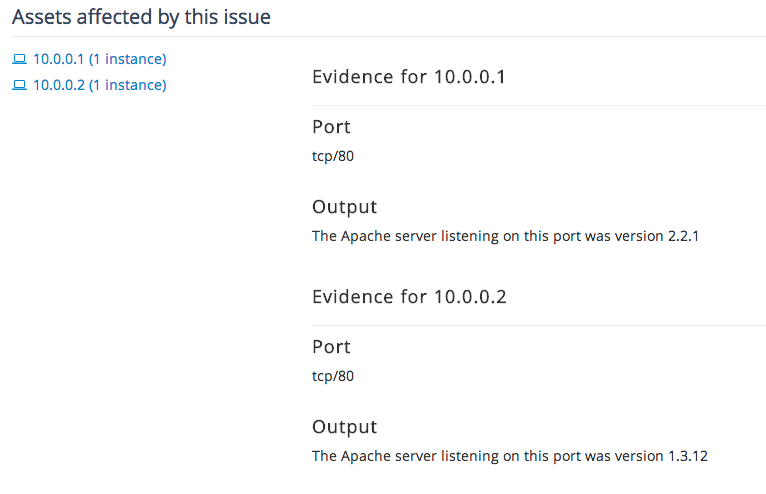 Assets affected by this issue
10.0.0.1 (1 instance)
10.0.0.2 (1 instance)
Evidence for 10.0.0.1
Port
tcp/80
Output
The Apache server listening on this port was version 2.2.1
Evidence for 10.0.0.2
Port
tcp/80
Output
The Apache server listening on this port was version 1.3.12